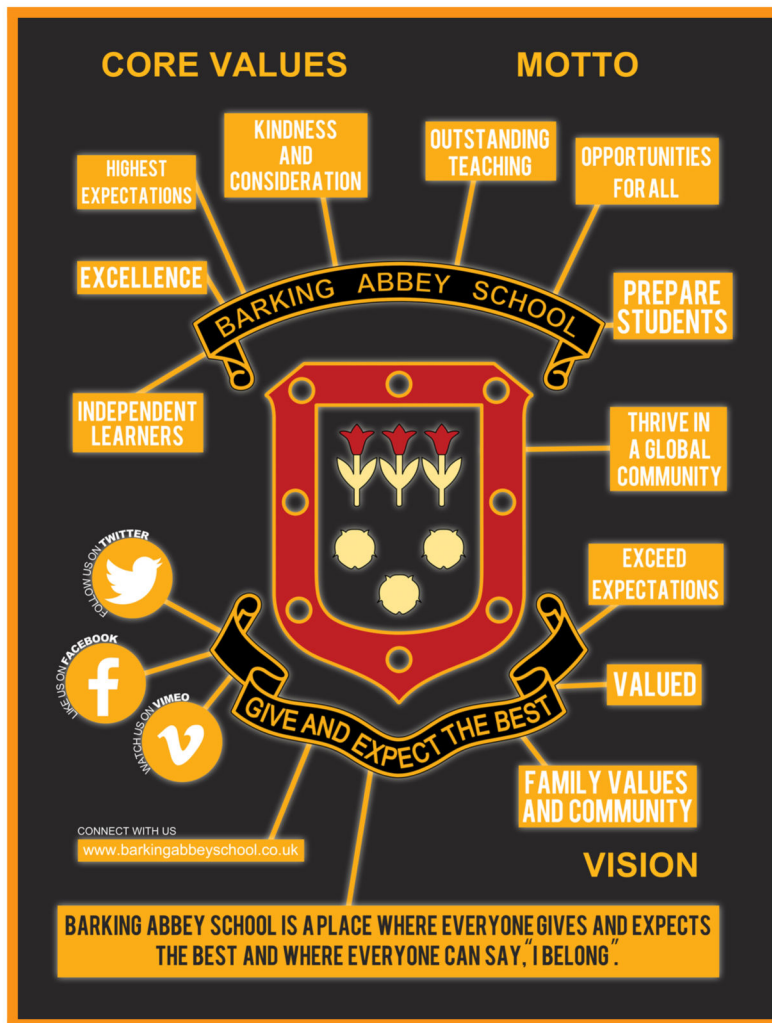 CORE VALUES
MOTTO
KINDNESS
AND
CONSIDERATION
OUTSTANDING
TEACHING
HIGHEST
EXPECTATIONS
OPPORTUNITIES
FOR ALL
EXCELLENCE
BARKING ABBEY SCHOOL
PREPARE
STUDENTS
INDEPENDENT
LEARNERS
THRIVE IN
A GLOBAL
COMMUNITY
FOLLOW US ON TWITTER
EXCEED
EXPECTATIONS
LIKE US ON FACEBOOK
f
WATCH US ON VIMEO
v
VALUED
GIVE AND EXPECT THE BEST
FAMILY VALUES
AND COMMUNITY
CONNECT WITH US
www.barkingabbeyschool.co.uk
VISION
BARKING ABBEY SCHOOL IS A PLACE WHERE EVERYONE GIVES AND EXPECTS
THE BEST AND WHERE EVERYONE CAN SAY, "I BELONG".